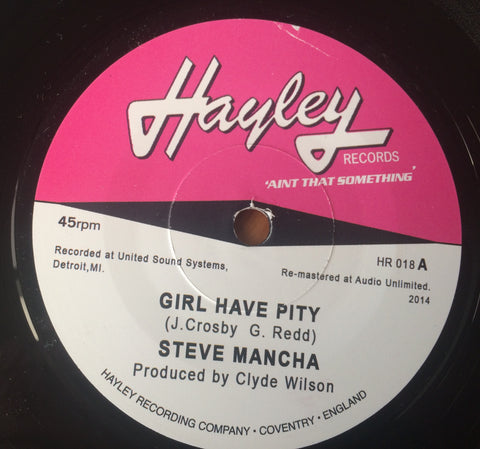 Hayley
RECORDS
'AINT THAT SOMETHING'
45rpm
HR 018 A
Recorded at United Sound Systems,
Detroit,MI.
Re-mastered at Audio Unlimited.
2014
GIRL HAVE PITY
(J.Crosby G. Redd)
STEVE MANCHA
Produced by Clyde Wilson
HAYLEY RECORDING COMPANY • COVENTRY • ENGLAND